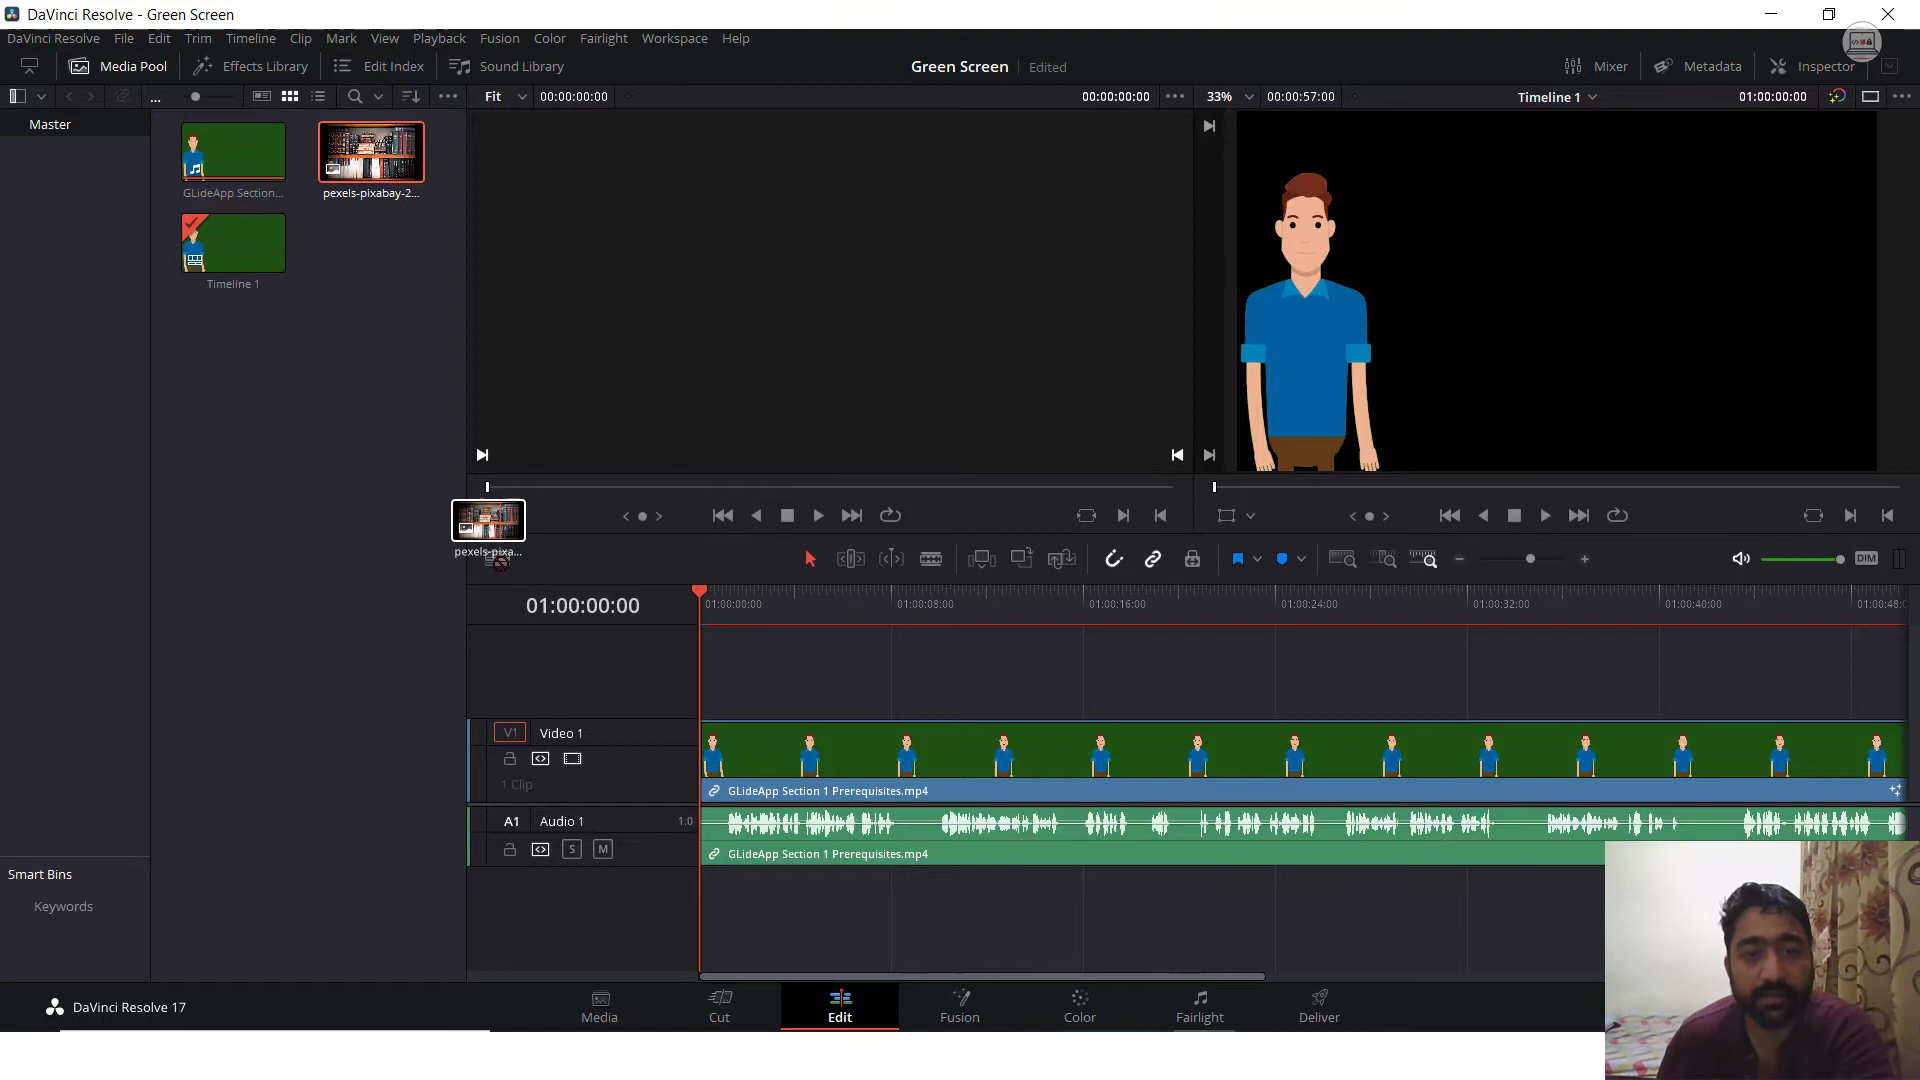 DaVinci Resolve - Green Screen
DaVinci Resolve File Edit Trim Timeline Clip Mark View Playback Fusion Color Fairlight Workspace Help
Media Pool Effects Library Edit Index Sound Library Green Screen Edited Mixer Metadata Inspector
... Fit 00:00:00:00 00:00:00:00 33% 00:00:57:00 Timeline 1 01:00:00:00
Master
GLideApp Section... pexels-pixabay-2...
Timeline 1
pexels-pixa...
DIM
01:00:00:00 01:00:00:00 01:00:08:00 01:00:16:00 01:00:24:00 01:00:32:00 01:00:40:00 01:00:48:
V1 Video 1
1 Clip
GLideApp Section 1 Prerequisites.mp4
A1 Audio 1 1.0
S M
GLideApp Section 1 Prerequisites.mp4
Smart Bins
Keywords
DaVinci Resolve 17
Media Cut Edit Fusion Color Fairlight Deliver